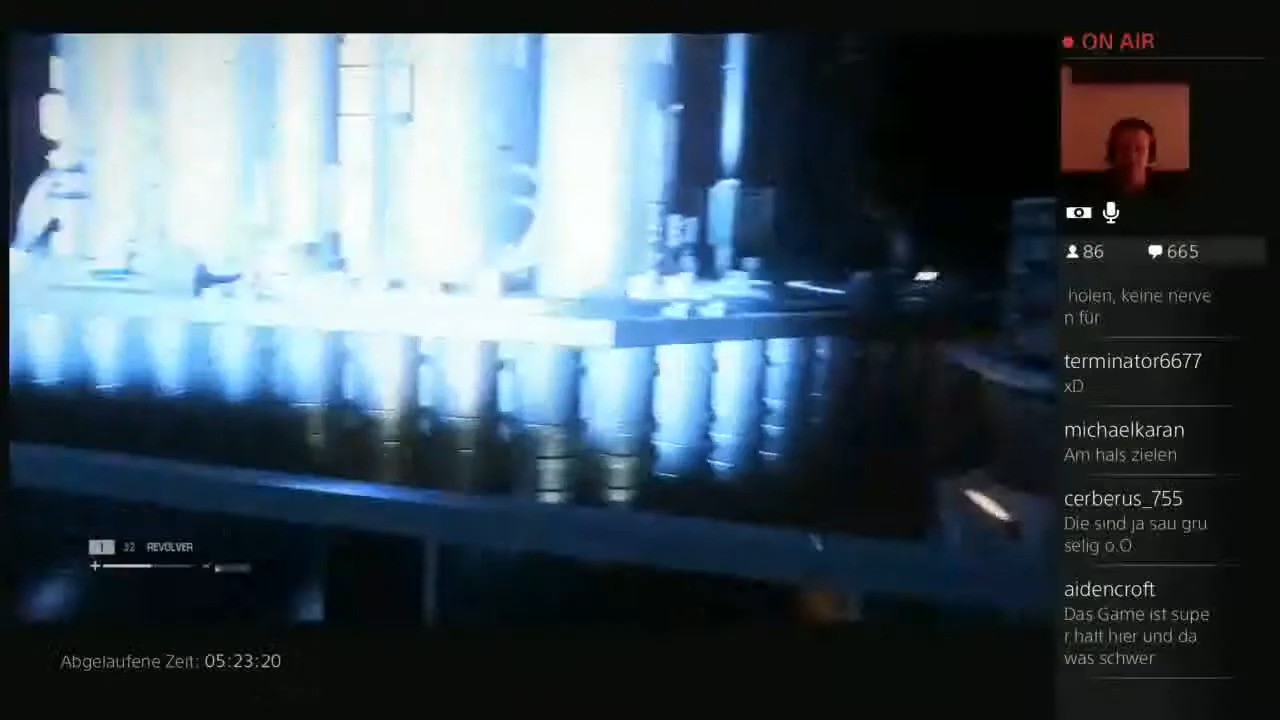 ON AIR
86 665
holen, keine nerve
n für
terminator6677
xD
michaelkaran
Am hals zielen
cerberus_755
Die sind ja sau gru
selig o.O
aidencroft
Das Game ist supe
r halt hier und da
was schwer
1 32 REVOLVER
Abgelaufene Zeit: 05:23:20